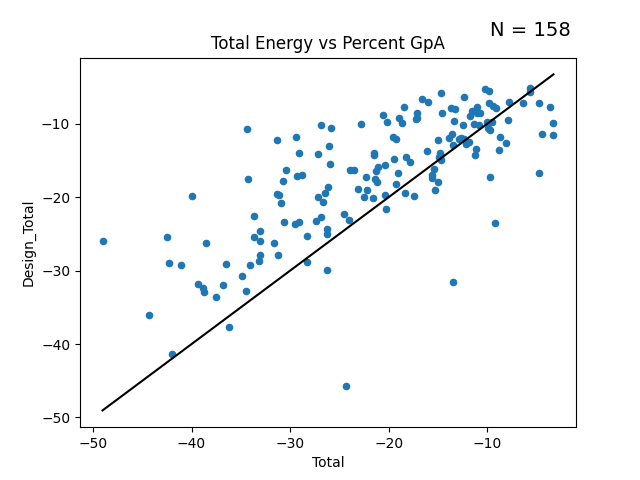 N = 158
Total Energy vs Percent GpA
Design_Total
−10
−20
−30
−40
−50
−50 −40 −30 −20 −10
Total